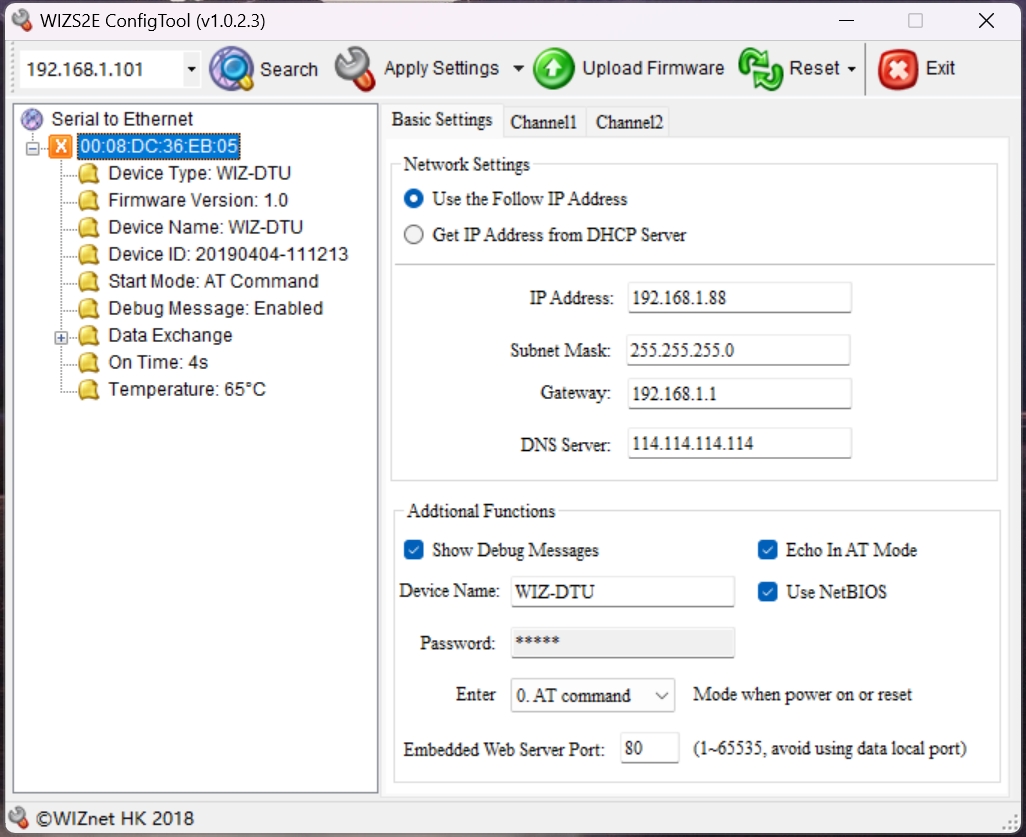 WIZS2E ConfigTool (v1.0.2.3)
192.168.1.101 Search Apply Settings Upload Firmware Reset Exit
Serial to Ethernet
00:08:DC:36:EB:05
Device Type: WIZ-DTU
Firmware Version: 1.0
Device Name: WIZ-DTU
Device ID: 20190404-111213
Start Mode: AT Command
Debug Message: Enabled
Data Exchange
On Time: 4s
Temperature: 65°C
Basic Settings Channel1 Channel2
Network Settings
Use the Follow IP Address
Get IP Address from DHCP Server
IP Address: 192.168.1.88
Subnet Mask: 255.255.255.0
Gateway: 192.168.1.1
DNS Server: 114.114.114.114
Addtional Functions
Show Debug Messages Echo In AT Mode
Device Name: WIZ-DTU Use NetBIOS
Password: *****
Enter 0. AT command Mode when power on or reset
Embedded Web Server Port: 80 (1~65535, avoid using data local port)
©WIZnet HK 2018